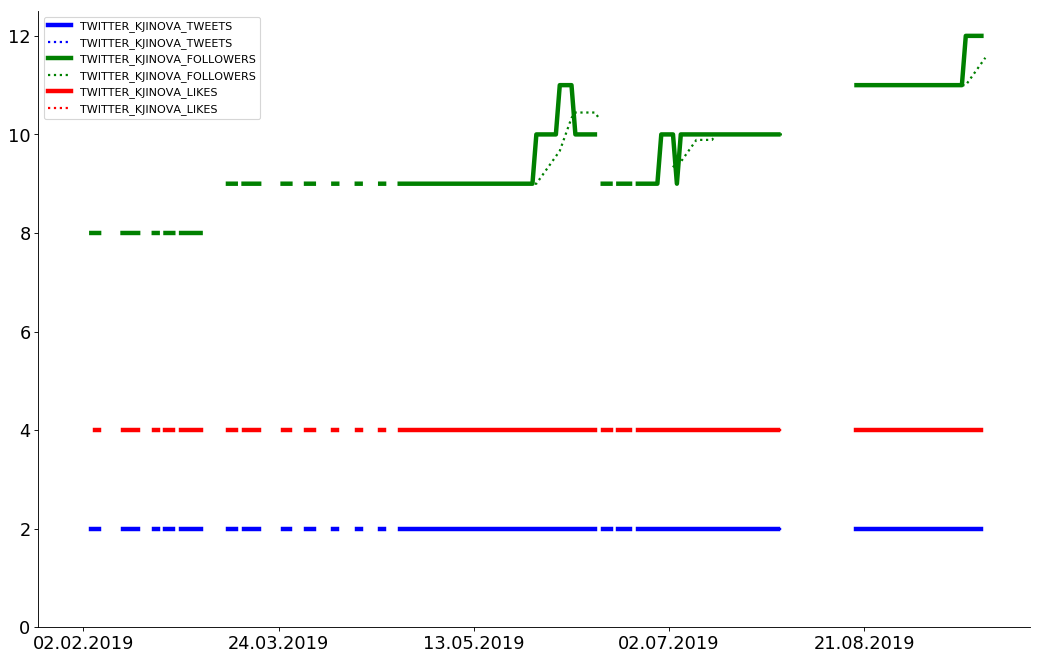 TWITTER_KJINOVA_TWEETS
TWITTER_KJINOVA_TWEETS
TWITTER_KJINOVA_FOLLOWERS
TWITTER_KJINOVA_FOLLOWERS
TWITTER_KJINOVA_LIKES
TWITTER_KJINOVA_LIKES
12
10
8
6
4
2
0
02.02.2019 24.03.2019 13.05.2019 02.07.2019 21.08.2019